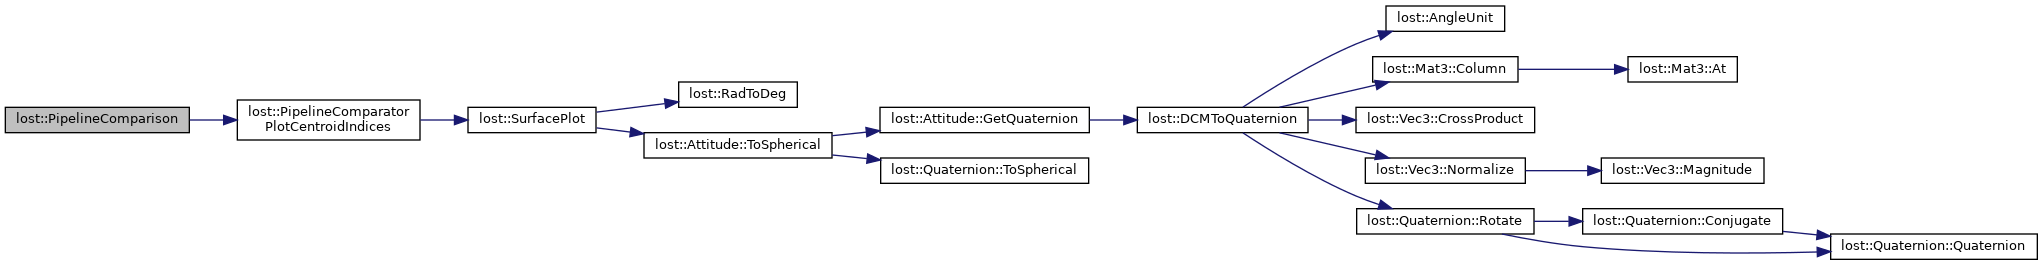 lost::PipelineComparison
lost::PipelineComparator
PlotCentroidIndices
lost::SurfacePlot
lost::RadToDeg
lost::Attitude::ToSpherical
lost::Attitude::GetQuaternion
lost::Quaternion::ToSpherical
lost::DCMToQuaternion
lost::AngleUnit
lost::Mat3::Column
lost::Mat3::At
lost::Vec3::CrossProduct
lost::Vec3::Normalize
lost::Vec3::Magnitude
lost::Quaternion::Rotate
lost::Quaternion::Conjugate
lost::Quaternion::Quaternion